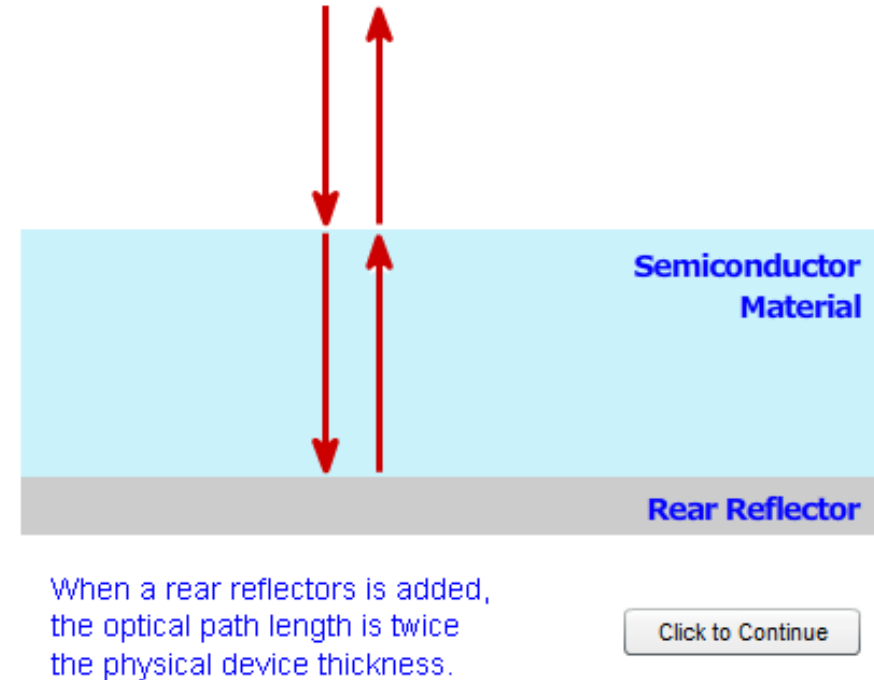 Semiconductor
Material
Rear Reflector
When a rear reflectors is added,
the optical path length is twice
the physical device thickness.
Click to Continue